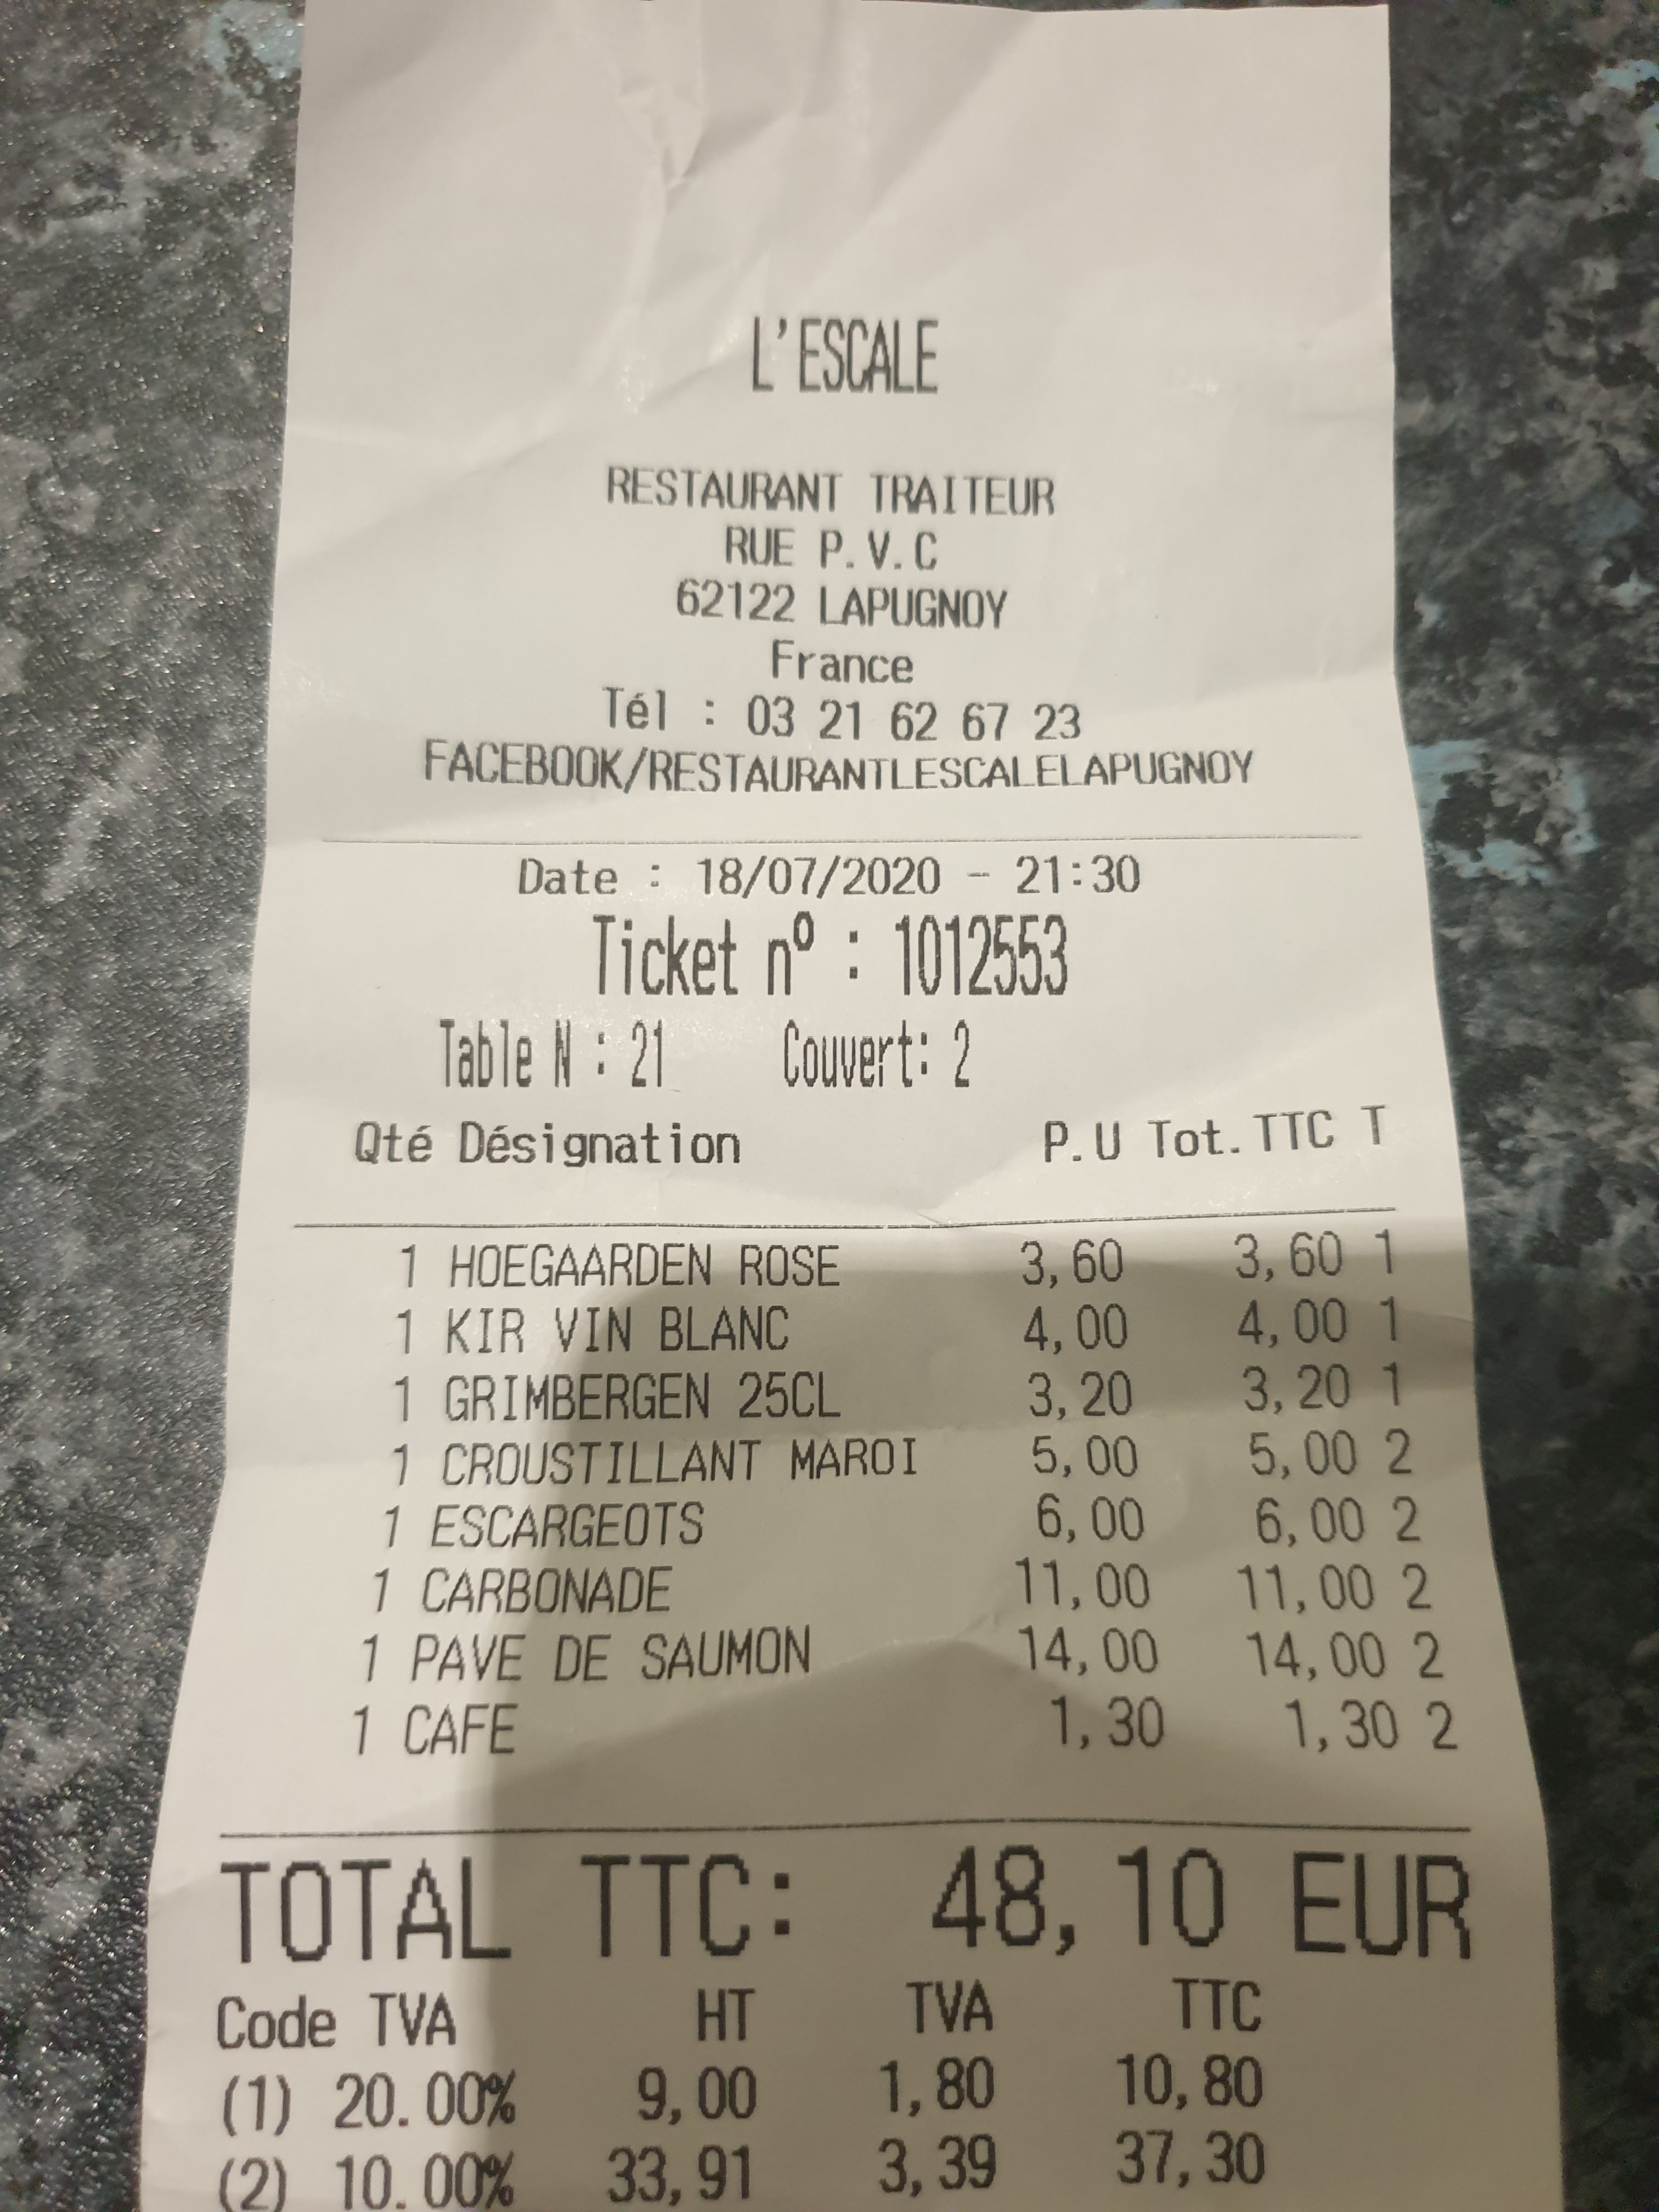 L'ESCALE
RESTAURANT TRAITEUR
RUE P.V.C
62122 LAPUGNOY
France
Tél : 03 21 62 67 23
FACEBOOK/RESTAURANTLESCALELAPUGNOY
Date : 18/07/2020 - 21:30
Ticket nº : 1012553
Table N : 21 Couvert: 2
Qté Désignation P.U Tot. TTC T
1 HOEGAARDEN ROSE 3,60 3,60 1
1 KIR VIN BLANC 4,00 4,00 1
1 GRIMBERGEN 25CL 3,20 3,20 1
1 CROUSTILLANT MAROI 5,00 5,00 2
1 ESCARGEOTS 6,00 6,00 2
1 CARBONADE 11,00 11,00 2
1 PAVE DE SAUMON 14,00 14,00 2
1 CAFE 1,30 1,30 2
TOTAL TTC: 48,10 EUR
Code TVA HT TVA TTC
(1) 20.00% 9,00 1,80 10,80
(2) 10.00% 33,91 3,39 37,30